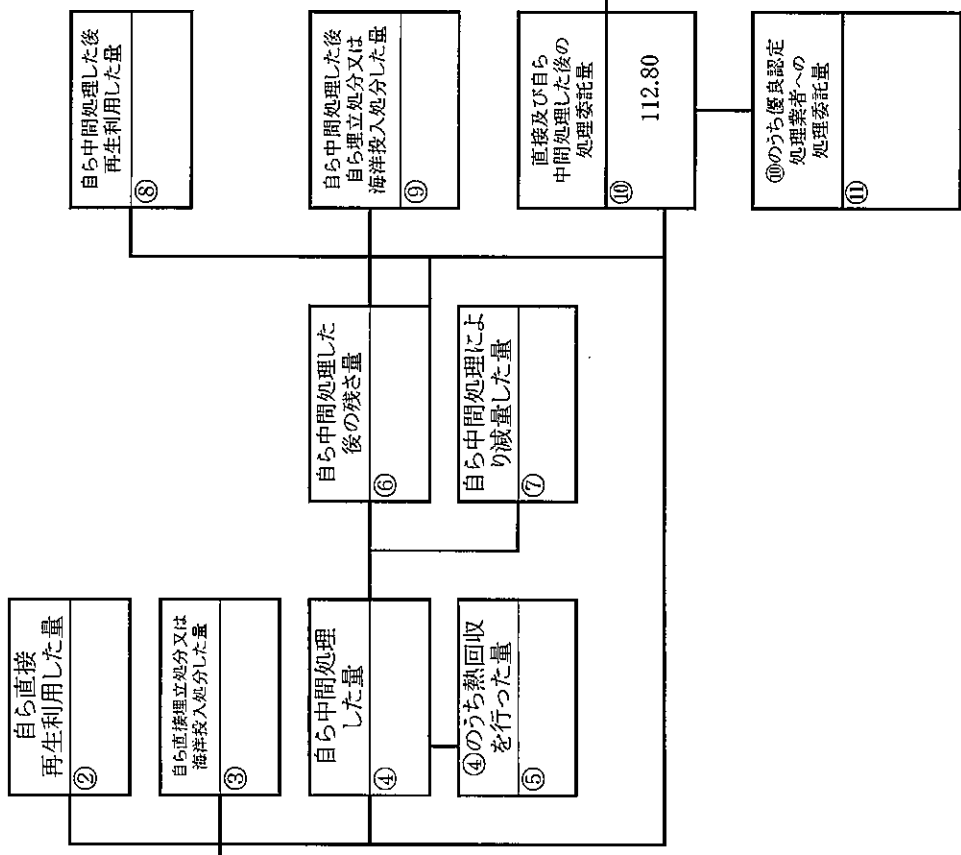 自ら直接
再生利用した量
②
自ら直接埋立処分又は
海洋投入処分した量
③
自ら中間処理
した量
④
④のうち熱回収
を行った量
⑤
自ら中間処理した
後の残さ量
⑥
自ら中間処理によ
り減量した量
⑦
自ら中間処理した後
再生利用した量
⑧
自ら中間処理した後
自ら埋立処分又は
海洋投入処分した量
⑨
直接及び自ら
中間処理した後の
処理委託量
⑩
112.80
⑩のうち優良認定
処理業者への
処理委託量
⑪